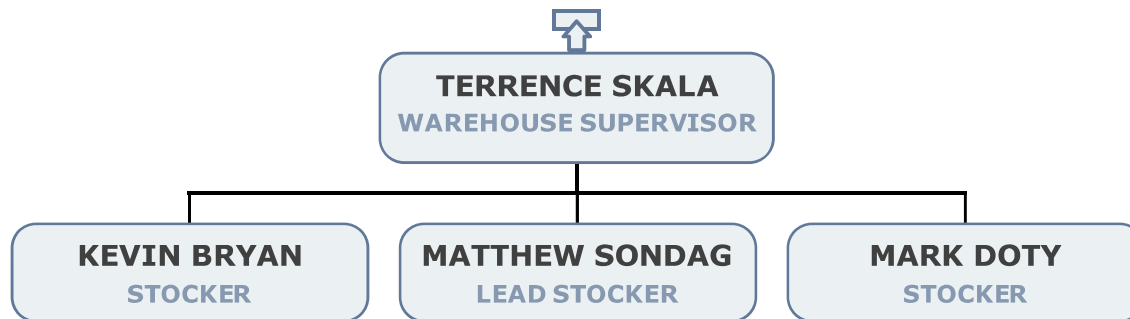 TERRENCE SKALA
WAREHOUSE SUPERVISOR
KEVIN BRYAN
STOCKER
MATTHEW SONDAG
LEAD STOCKER
MARK DOTY
STOCKER